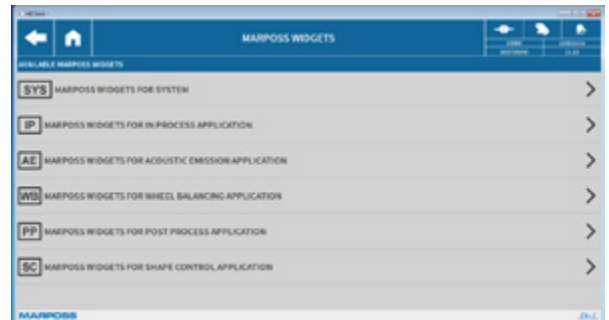 MARPOSS WIDGETS
AVAILABLE MARPOSS WIDGETS
SYS MARPOSS WIDGETS FOR SYSTEM
IP MARPOSS WIDGETS FOR IN PROCESS APPLICATION
AE MARPOSS WIDGETS FOR ACOUSTIC EMISSION APPLICATION
WB MARPOSS WIDGETS FOR WHEEL BALANCING APPLICATION
PP MARPOSS WIDGETS FOR POST PROCESS APPLICATION
SC MARPOSS WIDGETS FOR SHAPE CONTROL APPLICATION
MARPOSS